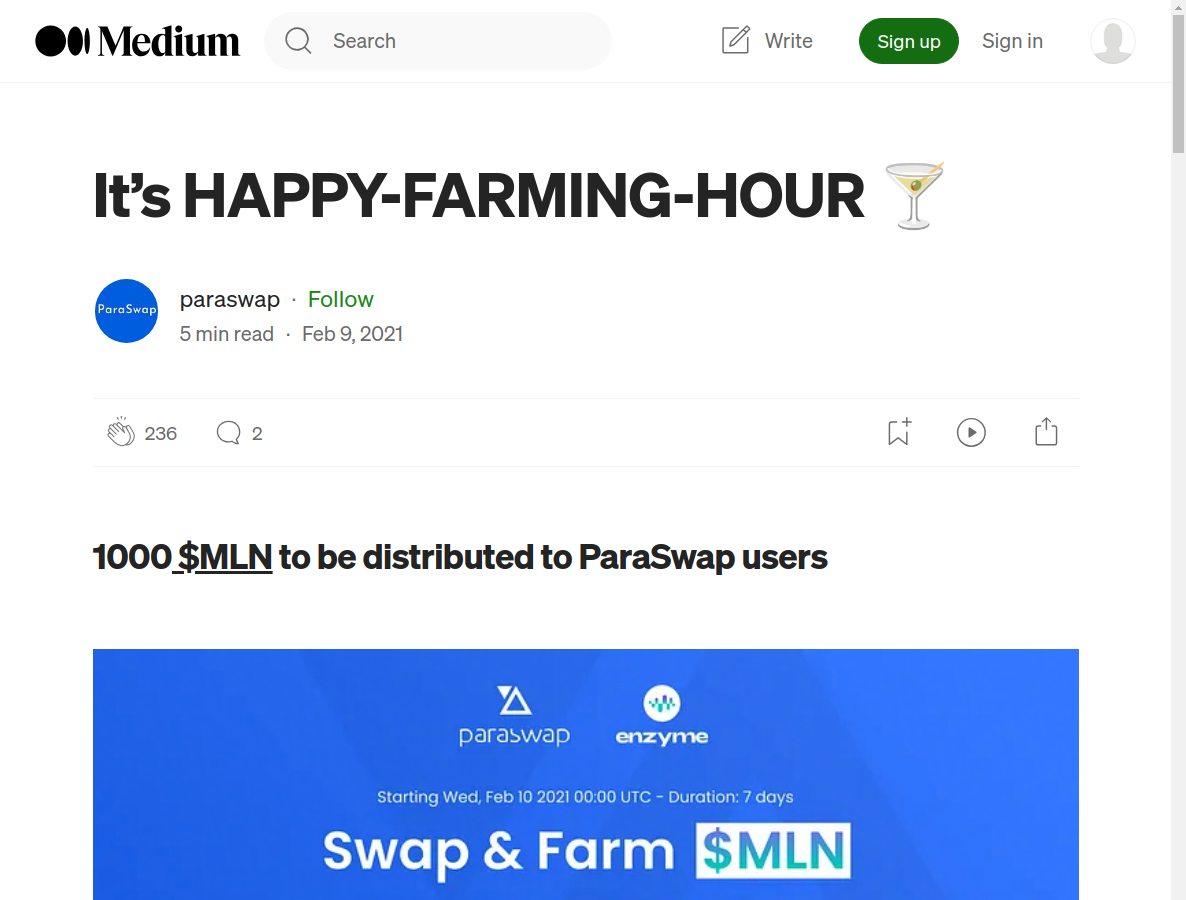 Medium
Search
Write
Sign up
Sign in
It’s HAPPY-FARMING-HOUR 🍸
ParaSwap
paraswap · Follow
5 min read · Feb 9, 2021
236
2
1000 $MLN to be distributed to ParaSwap users
paraswap
enzyme
Starting Wed, Feb 10 2021 00:00 UTC - Duration: 7 days
Swap & Farm $MLN